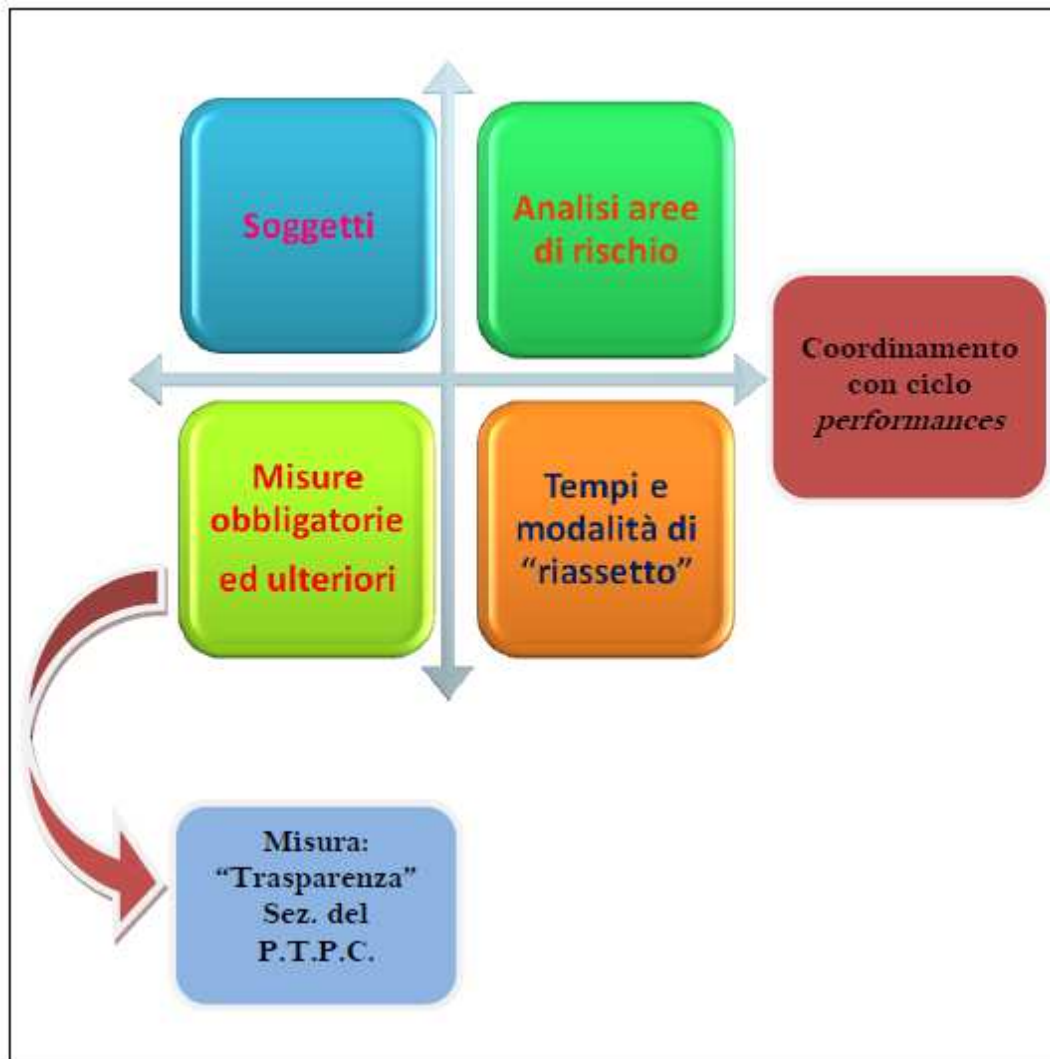 Soggetti
Analisi aree
di rischio
Coordinamento
con ciclo
performances
Misure
obbligatorie
ed ulteriori
Tempi e
modalità di
“riassetto”
Misura:
“Trasparenza”
Sez. del
P.T.P.C.